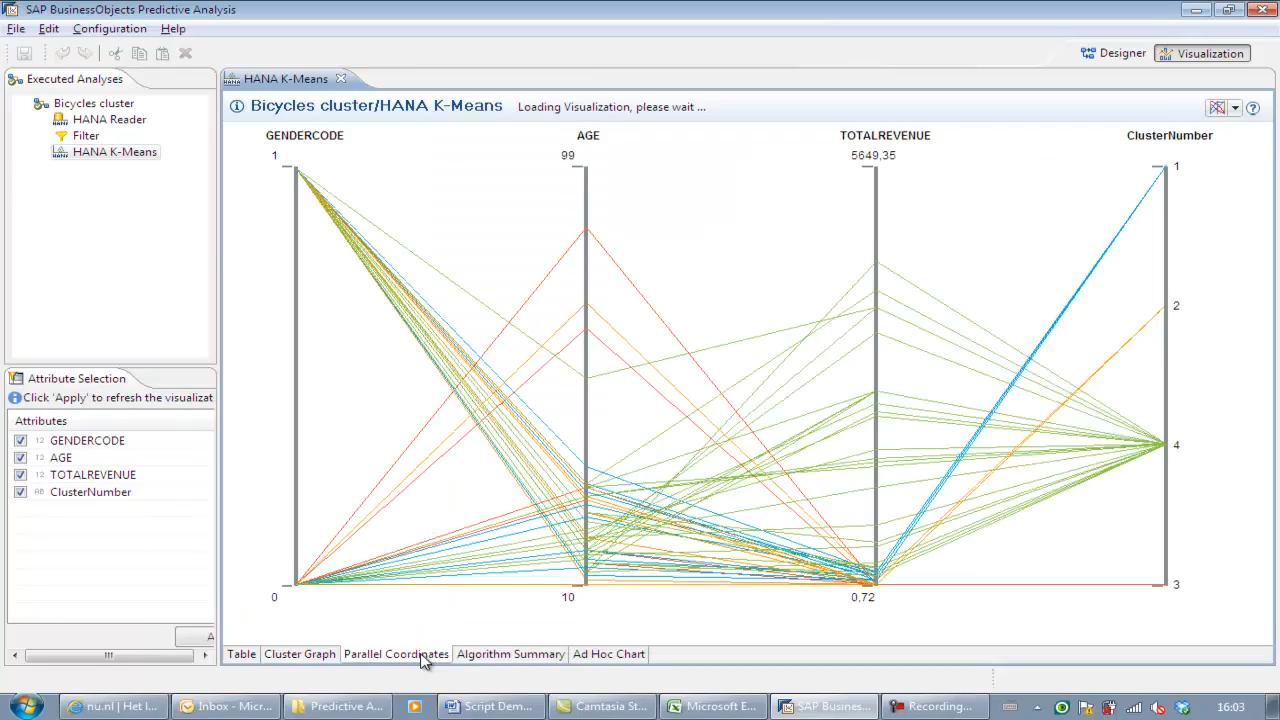 SAP BusinessObjects Predictive Analysis
File Edit Configuration Help
Designer Visualization
Executed Analyses
Bicycles cluster
HANA Reader
Filter
HANA K-Means
HANA K-Means
Bicycles cluster/HANA K-Means Loading Visualization, please wait ...
GENDERCODE AGE TOTALREVENUE ClusterNumber
1 99 5649,35
1
2
4
3
0 10 0,72
Attribute Selection
Click 'Apply' to refresh the visualizat
Attributes
12 GENDERCODE
12 AGE
12 TOTALREVENUE
AB ClusterNumber
A
Table Cluster Graph Parallel Coordinates Algorithm Summary Ad Hoc Chart
nu.nl | Het l... Inbox - Micr... Predictive A... Script Dem... Camtasia St... Microsoft E... SAP Busines... Recording... 16:03